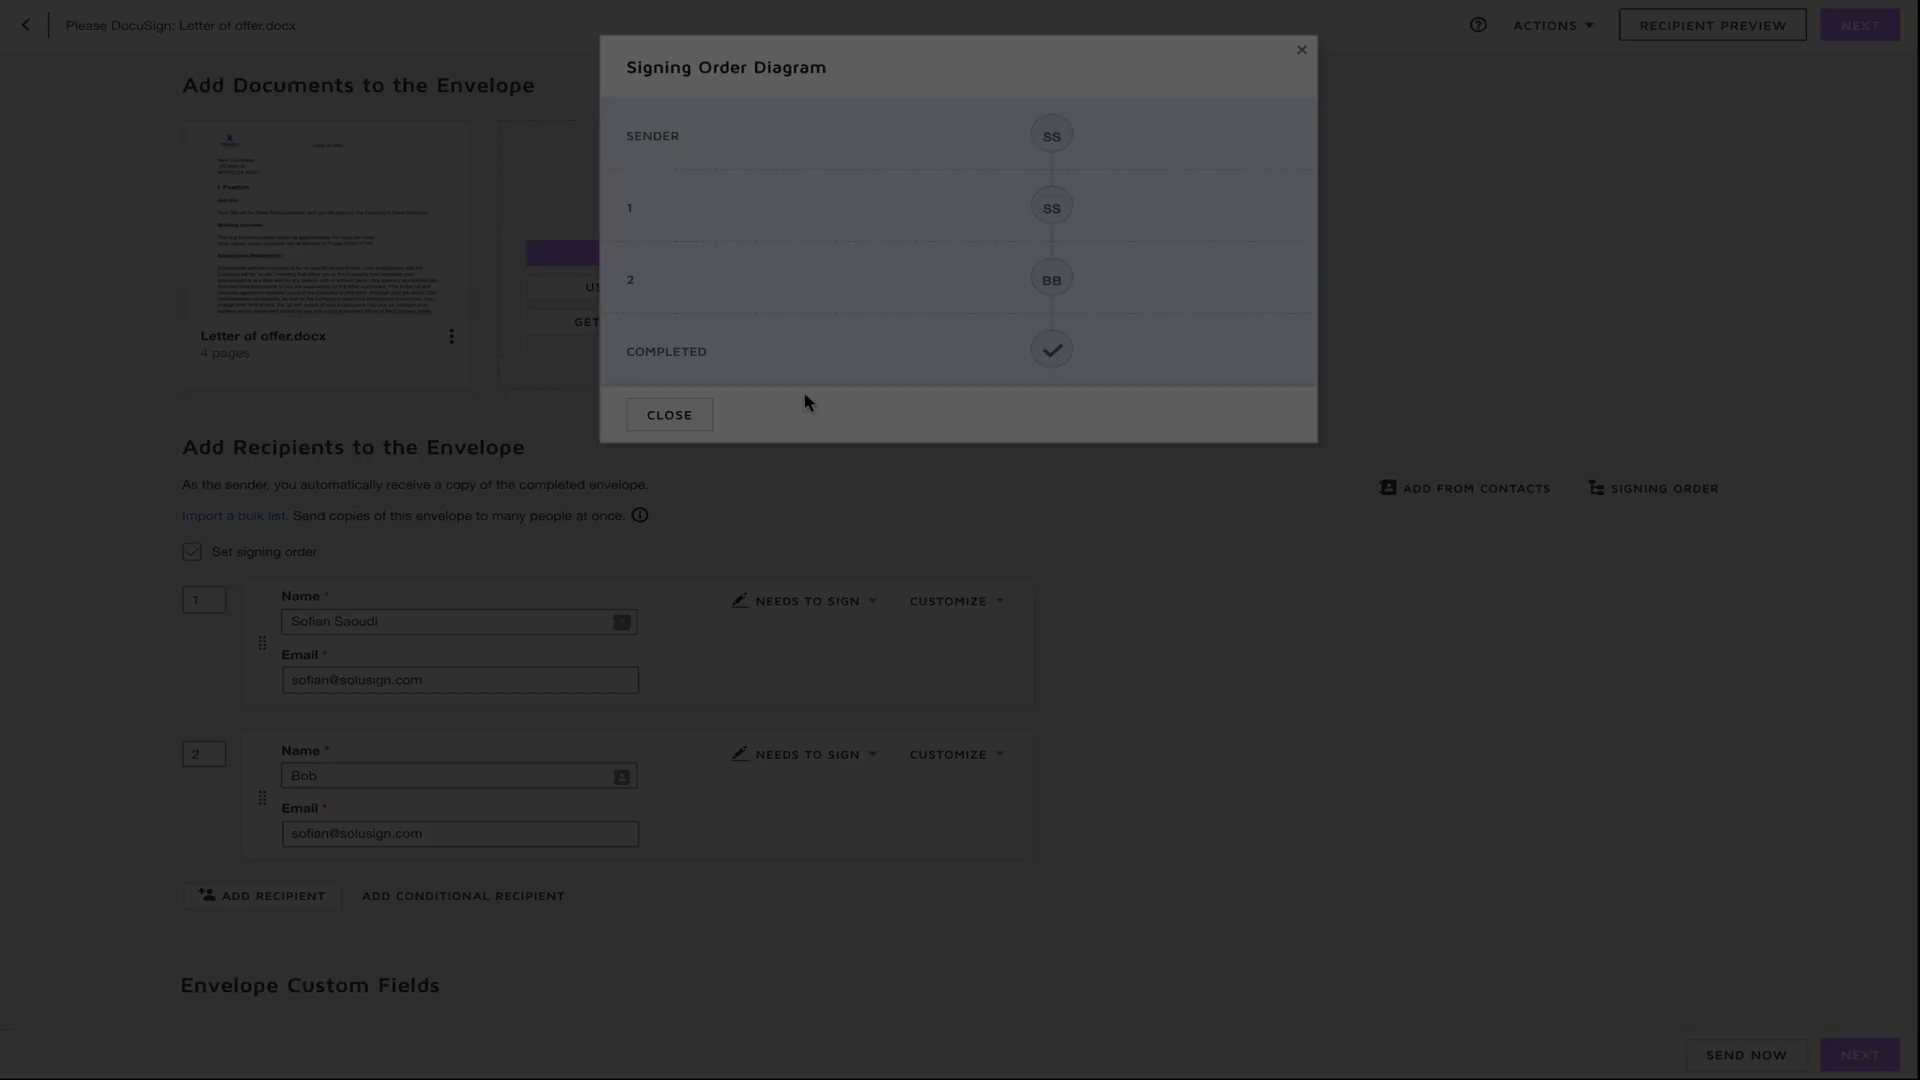 Please DocuSign: Letter of offer.docx
ACTIONS
RECIPIENT PREVIEW
NEXT
Signing Order Diagram
SENDER
SS
1
SS
2
BB
COMPLETED
CLOSE
Add Documents to the Envelope
I. Position
US
GET
Letter of offer.docx
4 pages
Add Recipients to the Envelope
As the sender, you automatically receive a copy of the completed envelope.
ADD FROM CONTACTS
SIGNING ORDER
Import a bulk list. Send copies of this envelope to many people at once.
Set signing order
1
Name *
NEEDS TO SIGN
CUSTOMIZE
Sofian Saoudi
Email *
sofian@solusign.com
2
Name *
NEEDS TO SIGN
CUSTOMIZE
Bob
Email *
sofian@solusign.com
ADD RECIPIENT
ADD CONDITIONAL RECIPIENT
Envelope Custom Fields
SEND NOW
NEXT